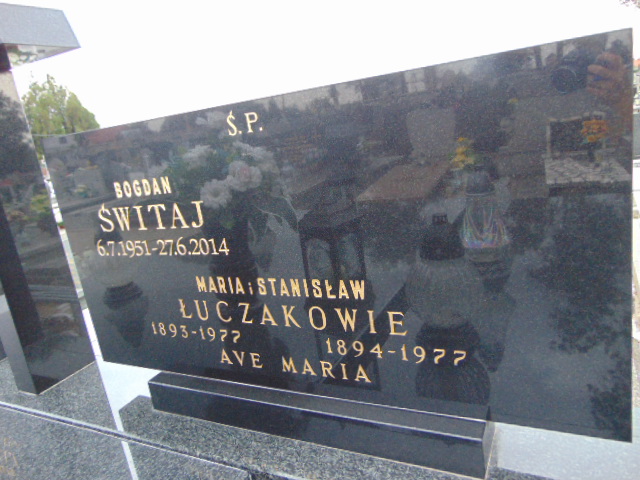 Ś.P.
BOGDAN
ŚWITAJ
6.7.1951-27.6.2014
MARIA i STANISŁAW
ŁUCZAKOWIE
1893-1977 1894-1977
AVE MARIA